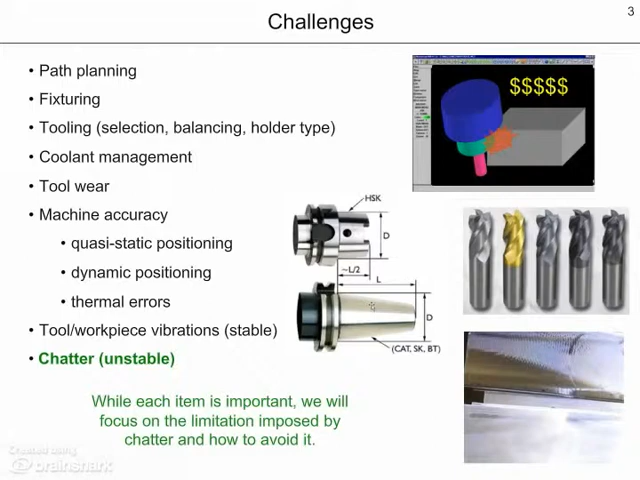 3
Challenges
• Path planning
• Fixturing
• Tooling (selection, balancing, holder type)
• Coolant management
• Tool wear
• Machine accuracy
• quasi-static positioning
• dynamic positioning
• thermal errors
• Tool/workpiece vibrations (stable)
• Chatter (unstable)
While each item is important, we will
focus on the limitation imposed by
chatter and how to avoid it.
$$$$$
HSK
D
~L/2
L
D
(CAT, SK, BT)
Created using
brainshark